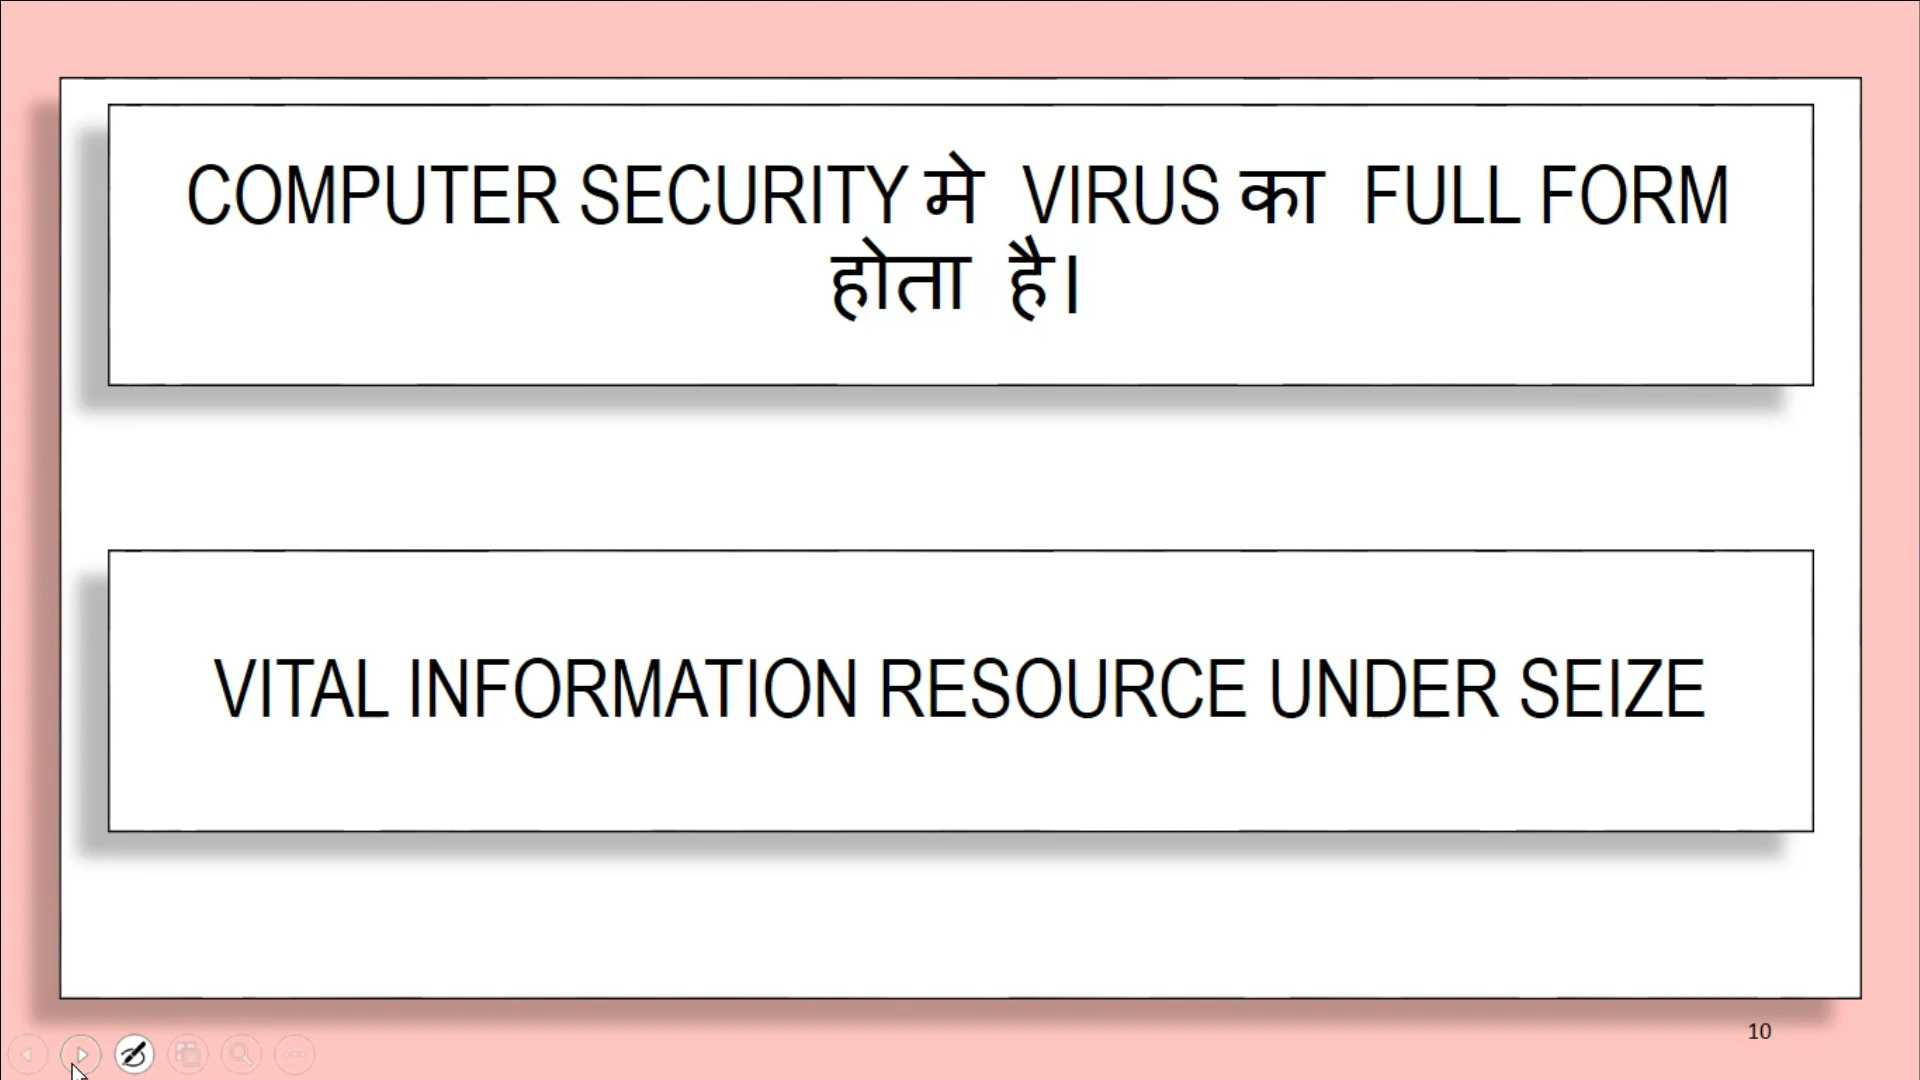 COMPUTER SECURITY मे VIRUS का FULL FORM
होता है।
VITAL INFORMATION RESOURCE UNDER SEIZE
10